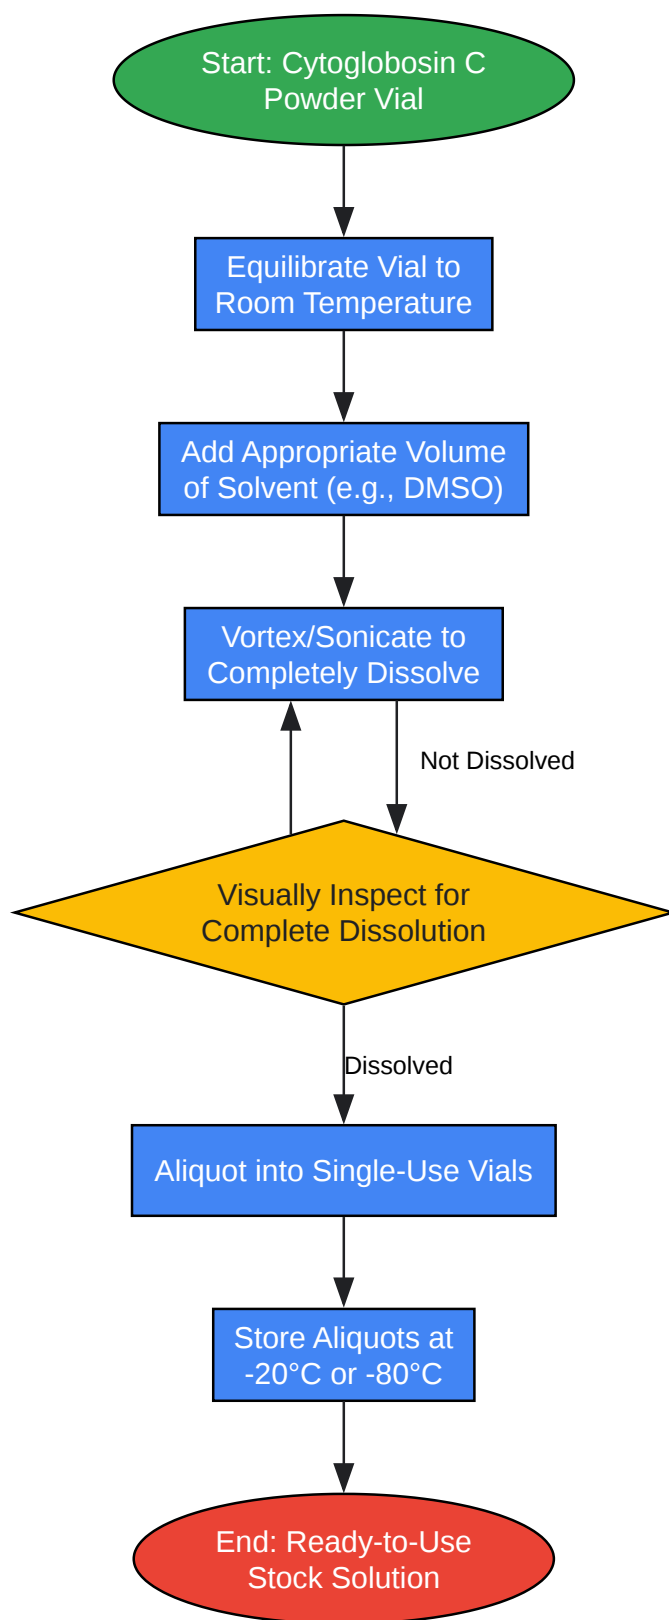 Start: Cytoglobosin C
Powder Vial
Equilibrate Vial to
Room Temperature
Add Appropriate Volume
of Solvent (e.g., DMSO)
Vortex/Sonicate to
Completely Dissolve
Not Dissolved
Visually Inspect for
Complete Dissolution
Dissolved
Aliquot into Single-Use Vials
Store Aliquots at
-20°C or -80°C
End: Ready-to-Use
Stock Solution